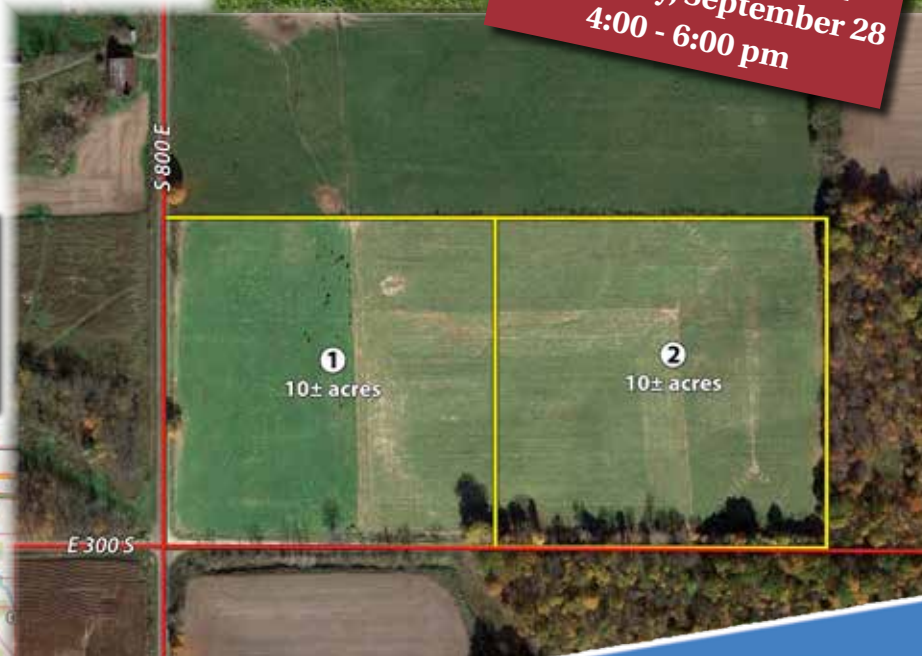 September 28
4:00 - 6:00 pm
S 800 E
1
10± acres
2
10± acres
E 300 S